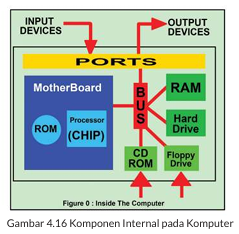 INPUT
DEVICES
OUTPUT
DEVICES
PORTS
MotherBoard
ROM
Processor
(CHIP)
BUS
RAM
Hard
Drive
CD
ROM
Floppy
Drive
Figure 0 : Inside The Computer
Gambar 4.16 Komponen Internal pada Komputer